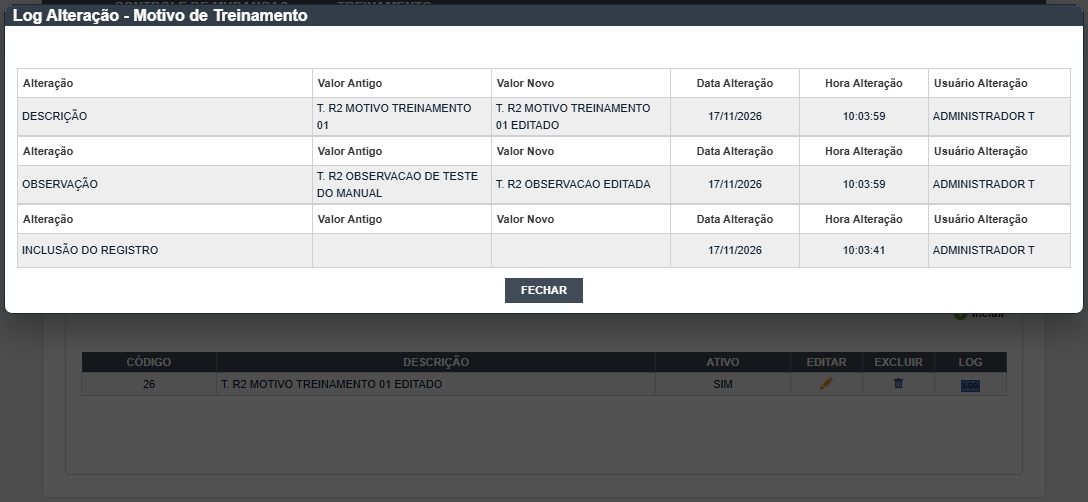 Log Alteração - Motivo de Treinamento
Alteração Valor Antigo Valor Novo Data Alteração Hora Alteração Usuário Alteração
DESCRIÇÃO T. R2 MOTIVO TREINAMENTO 01 T. R2 MOTIVO TREINAMENTO 01 EDITADO 17/11/2026 10:03:59 ADMINISTRADOR T
Alteração Valor Antigo Valor Novo Data Alteração Hora Alteração Usuário Alteração
OBSERVAÇÃO T. R2 OBSERVACAO DE TESTE DO MANUAL T. R2 OBSERVACAO EDITADA 17/11/2026 10:03:59 ADMINISTRADOR T
Alteração Valor Antigo Valor Novo Data Alteração Hora Alteração Usuário Alteração
INCLUSÃO DO REGISTRO 17/11/2026 10:03:41 ADMINISTRADOR T
FECHAR
CÓDIGO DESCRIÇÃO ATIVO EDITAR EXCLUIR LOG
26 T. R2 MOTIVO TREINAMENTO 01 EDITADO SIM LOG